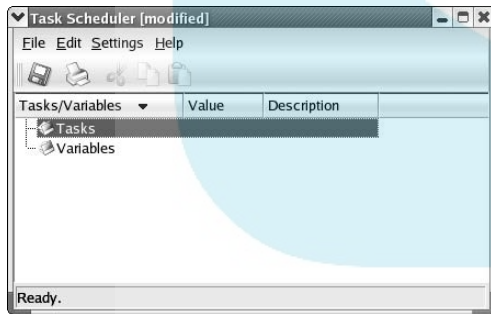 Task Scheduler [modified]
File Edit Settings Help
Tasks/Variables Value Description
Tasks
Variables
Ready.